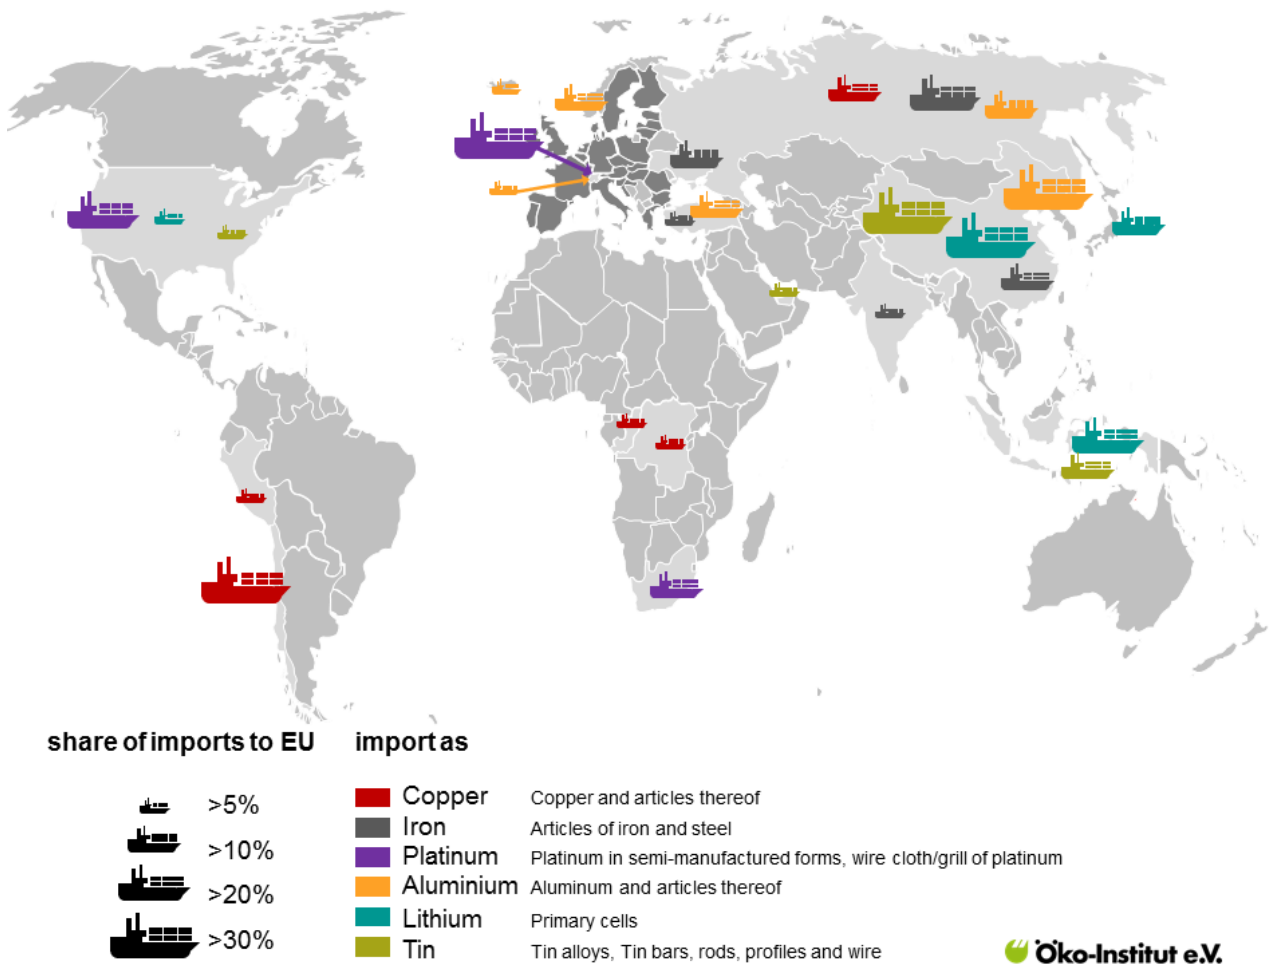 share of imports to EU
import as
>5%
>10%
>20%
>30%
Copper Copper and articles thereof
Iron Articles of iron and steel
Platinum Platinum in semi-manufactured forms, wire cloth/grill of platinum
Aluminium Aluminum and articles thereof
Lithium Primary cells
Tin Tin alloys, Tin bars, rods, profiles and wire
Öko-Institut e.V.